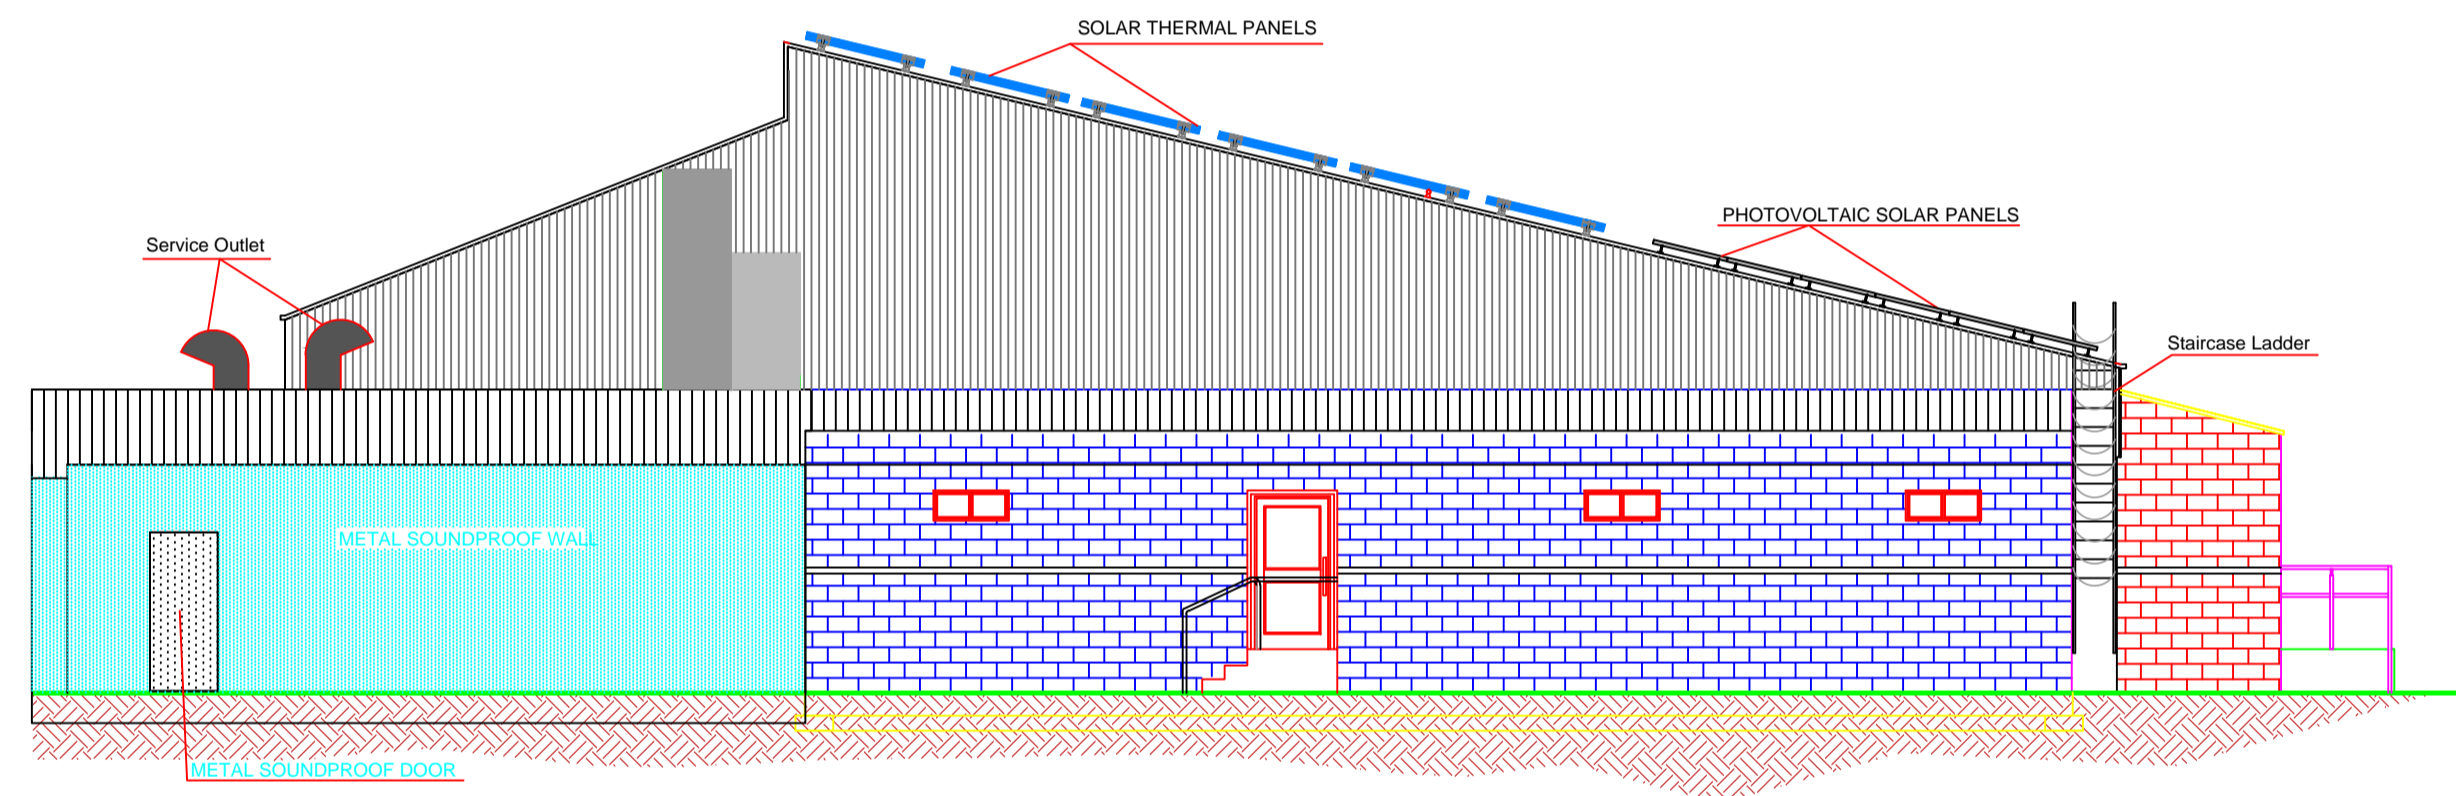 SOLAR THERMAL PANELS
PHOTOVOLTAIC SOLAR PANELS
Service Outlet
Staircase Ladder
METAL SOUNDPROOF WALL
METAL SOUNDPROOF DOOR